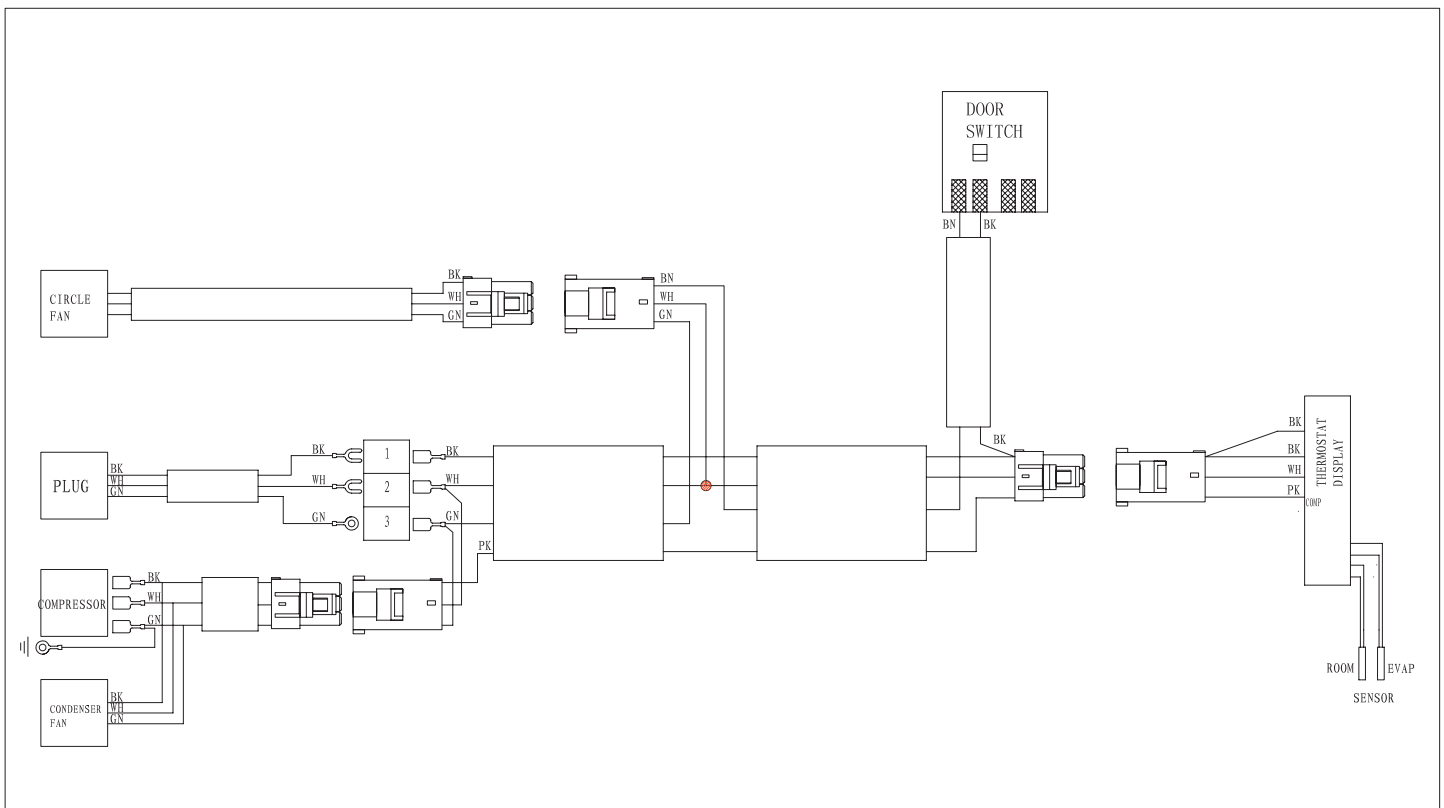 DOOR
SWITCH
BN BK
CIRCLE
FAN
BK
WH
GN
BN
WH
GN
PLUG
BK
WH
GN
BK
WH
GN
1
2
3
BK
WH
GN
PK
BK
BK
BK
WH
PK
COMP
THERMOSTAT
DISPLAY
COMPRESSOR
BK
WH
GN
CONDENSER
FAN
BK
WH
GN
ROOM
EVAP
SENSOR